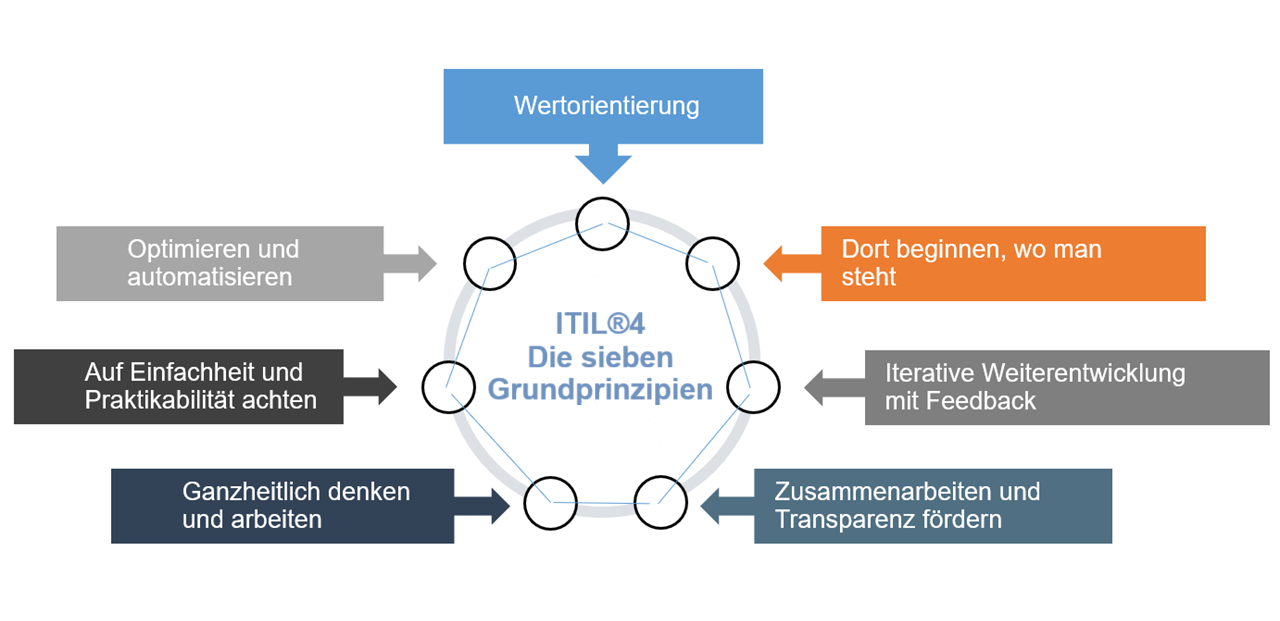 Wertorientierung
Optimieren und
automatisieren
Dort beginnen, wo man
steht
ITIL®4
Die sieben
Grundprinzipien
Auf Einfachheit und
Praktikabilität achten
Iterative Weiterentwicklung
mit Feedback
Ganzheitlich denken
und arbeiten
Zusammenarbeiten und
Transparenz fördern